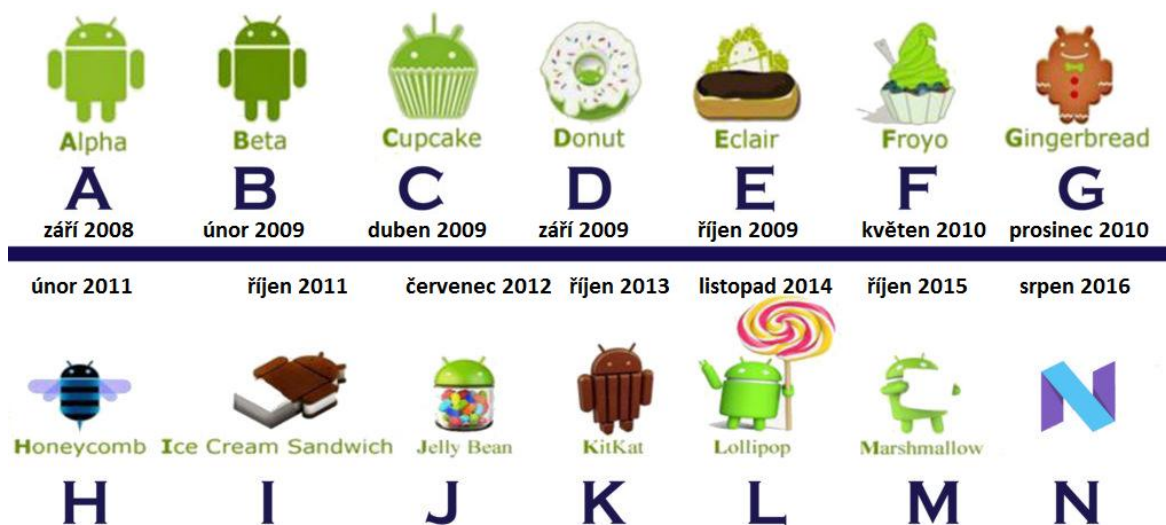 Alpha Beta Cupcake Donut Eclair Froyo Gingerbread
A B C D E F G
září 2008 únor 2009 duben 2009 září 2009 říjen 2009 květen 2010 prosinec 2010
únor 2011 říjen 2011 červenec 2012 říjen 2013 listopad 2014 říjen 2015 srpen 2016
Honeycomb Ice Cream Sandwich Jelly Bean KitKat Lollipop Marshmallow
H I J K L M N